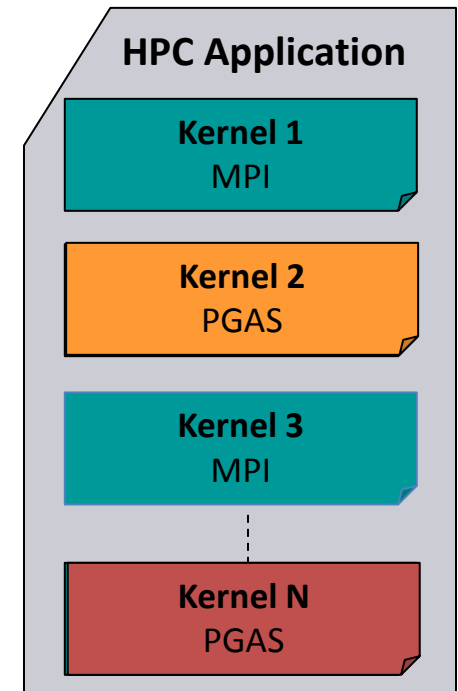 HPC Application
Kernel 1
MPI
Kernel 2
PGAS
Kernel 3
MPI
Kernel N
PGAS